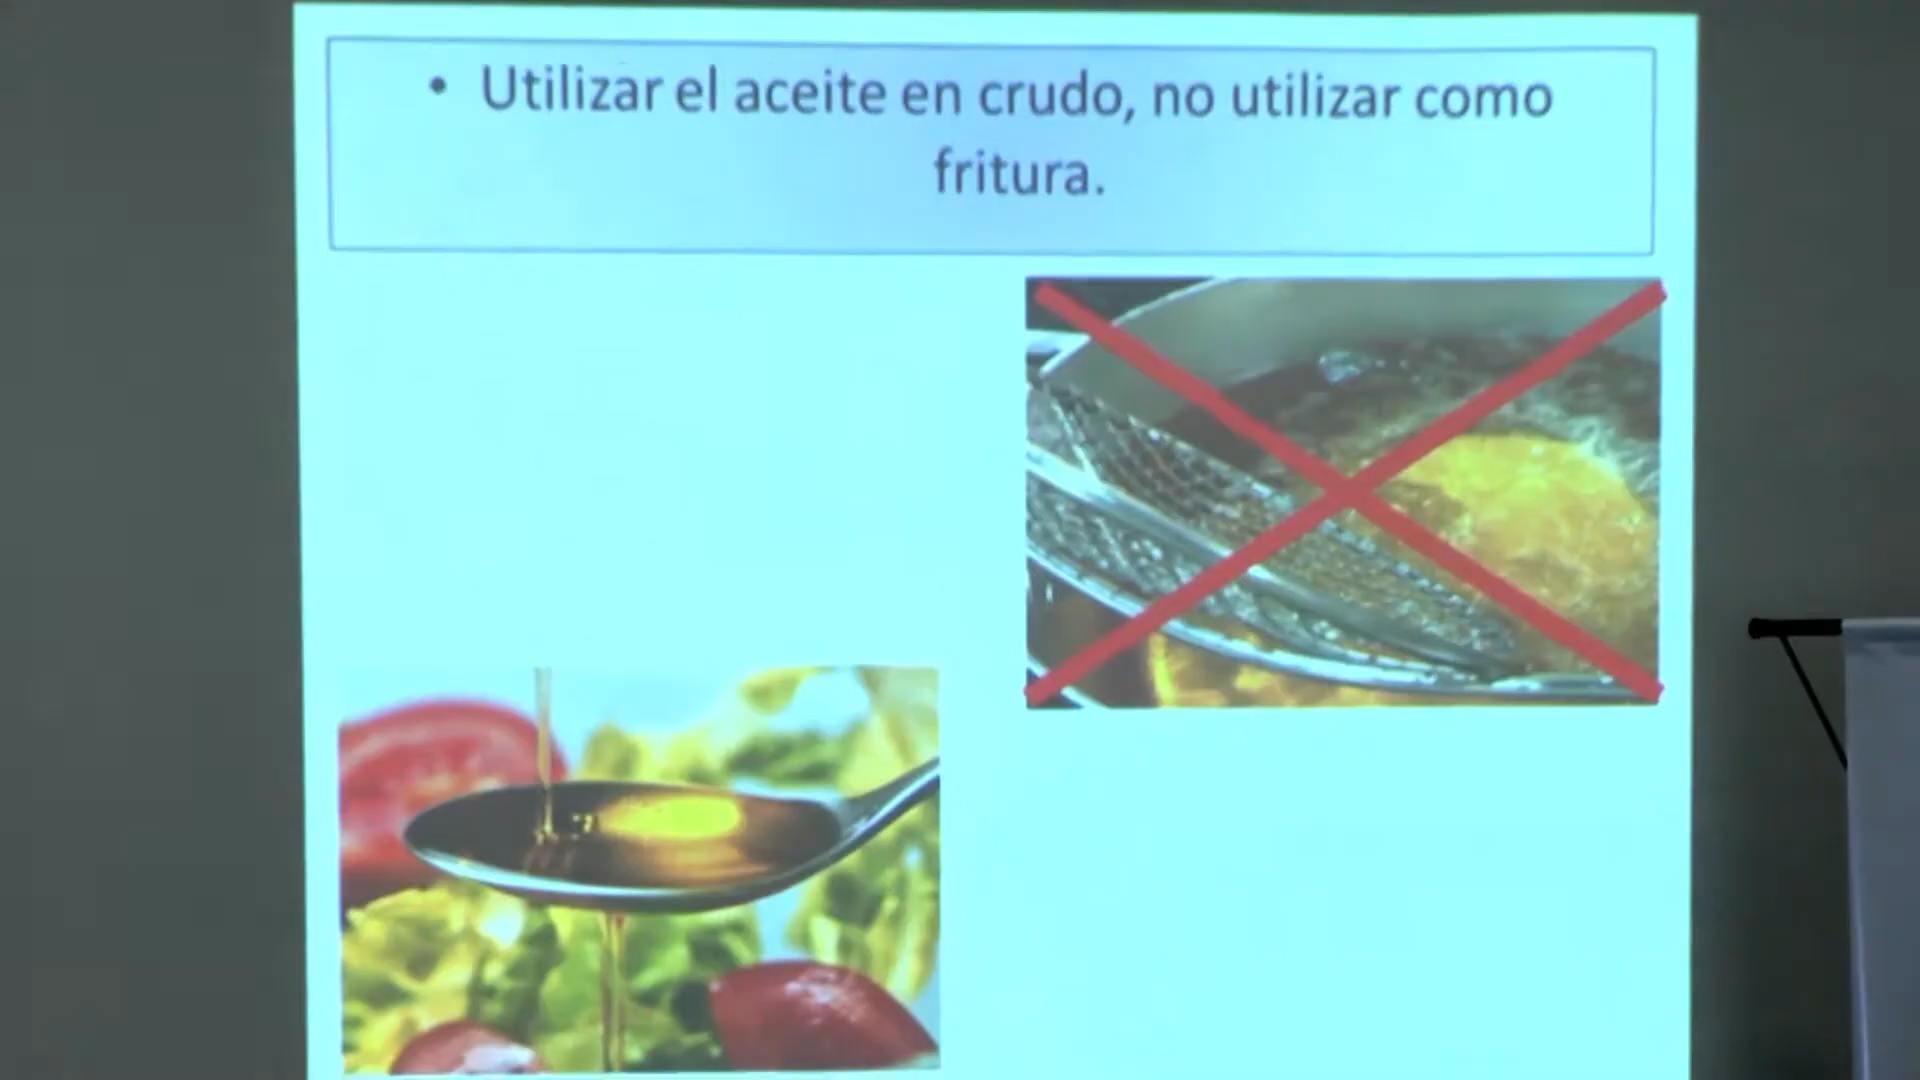 • Utilizar el aceite en crudo, no utilizar como
fritura.